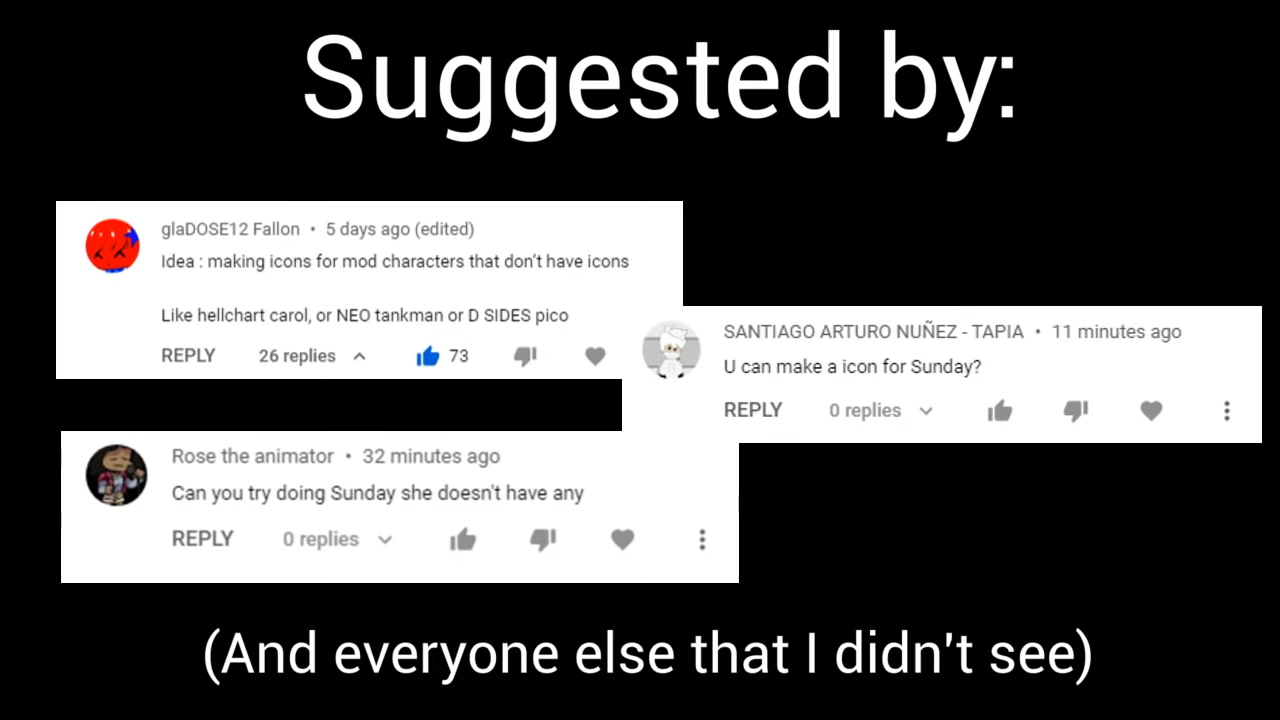 Suggested by:
glaDOSE12 Fallon • 5 days ago (edited)
Idea : making icons for mod characters that don't have icons
Like hellchart carol, or NEO tankman or D SIDES pico
REPLY 26 replies 73
SANTIAGO ARTURO NUÑEZ - TAPIA • 11 minutes ago
U can make a icon for Sunday?
REPLY 0 replies
Rose the animator • 32 minutes ago
Can you try doing Sunday she doesn't have any
REPLY 0 replies
(And everyone else that I didn't see)